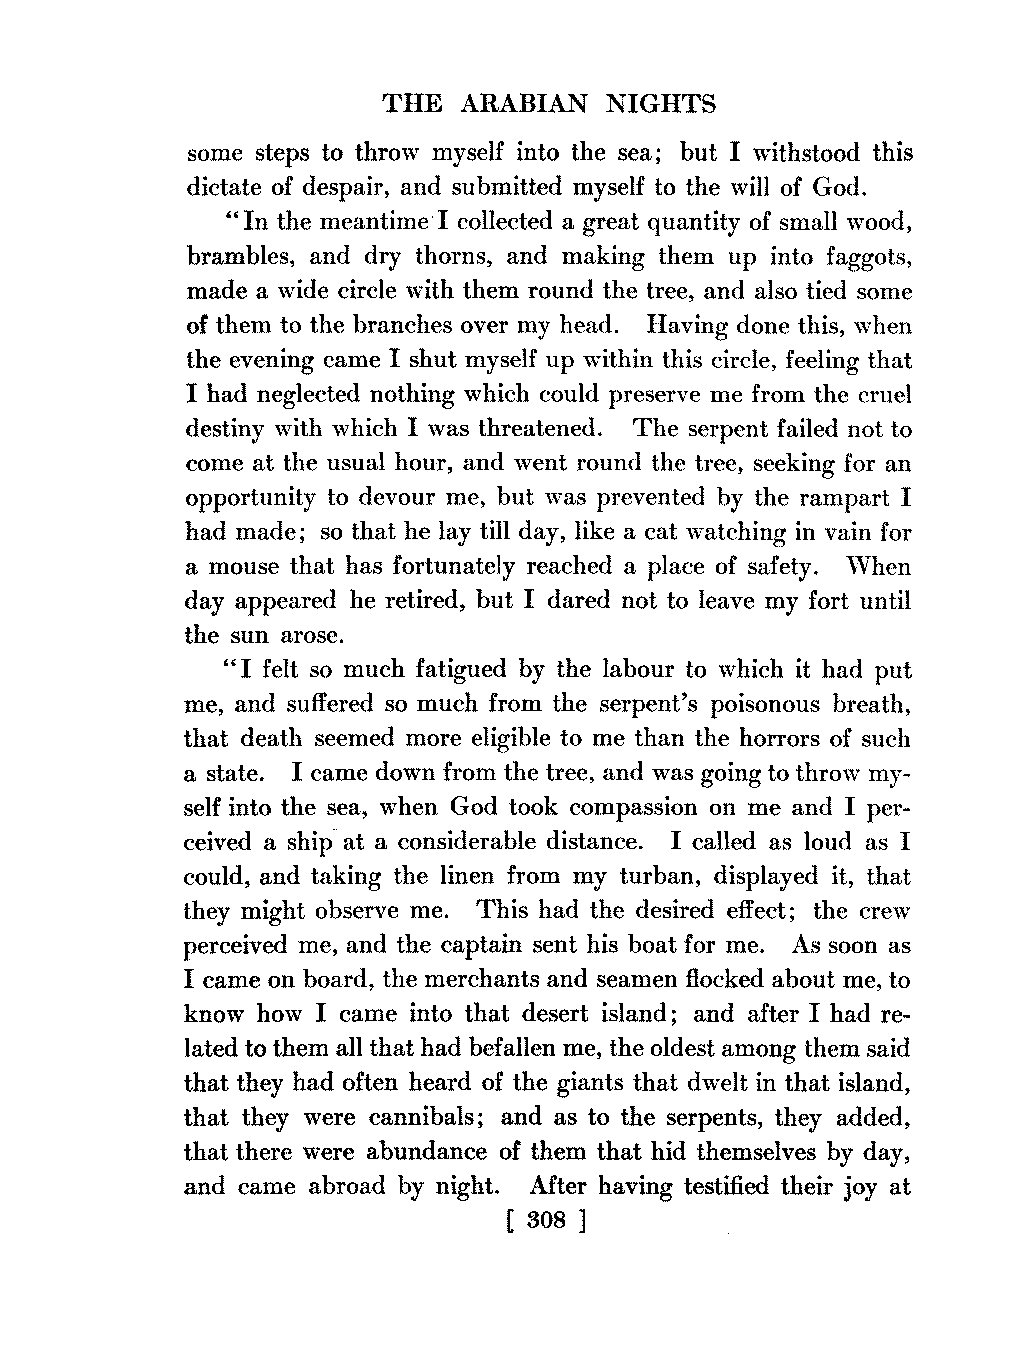 THE ARABIAN NIGHTS
some steps to throw myself into the sea; but I withstood this
dictate of despair, and submitted myself to the will of God.
"In the meantime I collected a great quantity of small wood,
brambles, and dry thorns, and making them up into faggots,
made a wide circle with them round the tree, and also tied some
of them to the branches over my head. Having done this, when
the evening came I shut myself up within this circle, feeling that
I had neglected nothing which could preserve me from the cruel
destiny with which I was threatened. The serpent failed not to
come at the usual hour, and went round the tree, seeking for an
opportunity to devour me, but was prevented by the rampart I
had made; so that he lay till day, like a cat watching in vain for
a mouse that has fortunately reached a place of safety. When
day appeared he retired, but I dared not to leave my fort until
the sun arose.
"I felt so much fatigued by the labour to which it had put
me, and suffered so much from the serpent's poisonous breath,
that death seemed more eligible to me than the horrors of such
a state. I came down from the tree, and was going to throw my-
self into the sea, when God took compassion on me and I per-
ceived a ship at a considerable distance. I called as loud as I
could, and taking the linen from my turban, displayed it, that
they might observe me. This had the desired effect; the crew
perceived me, and the captain sent his boat for me. As soon as
I came on board, the merchants and seamen flocked about me, to
know how I came into that desert island; and after I had re-
lated to them all that had befallen me, the oldest among them said
that they had often heard of the giants that dwelt in that island,
that they were cannibals; and as to the serpents, they added,
that there were abundance of them that hid themselves by day,
and came abroad by night. After having testified their joy at
[ 308 ]